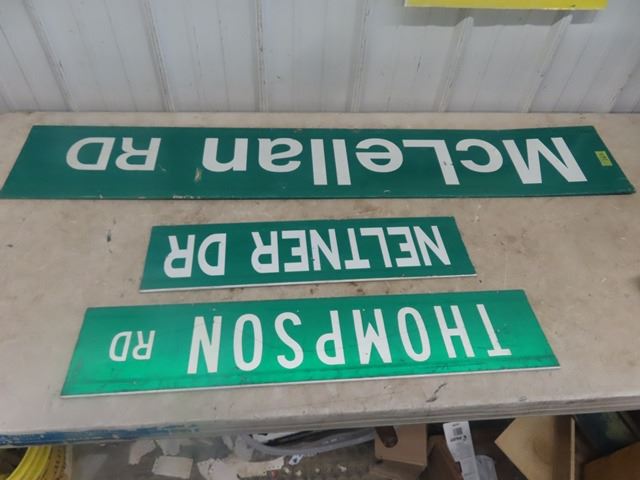 McLellan RD
NELTNER DR
THOMPSON RD